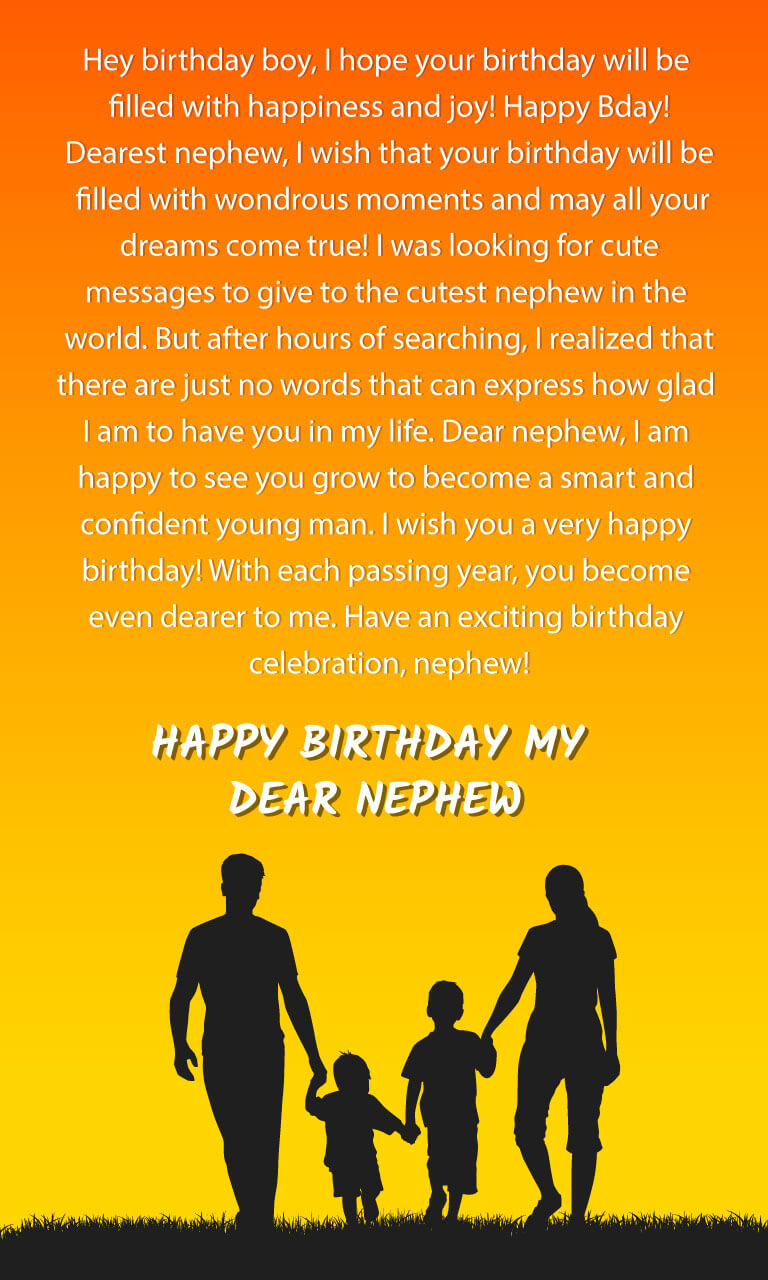 Hey birthday boy, I hope your birthday will be
filled with happiness and joy! Happy Bday!
Dearest nephew, I wish that your birthday will be
filled with wondrous moments and may all your
dreams come true! I was looking for cute
messages to give to the cutest nephew in the
world. But after hours of searching, I realized that
there are just no words that can express how glad
I am to have you in my life. Dear nephew, I am
happy to see you grow to become a smart and
confident young man. I wish you a very happy
birthday! With each passing year, you become
even dearer to me. Have an exciting birthday
celebration, nephew!
HAPPY BIRTHDAY MY
DEAR NEPHEW